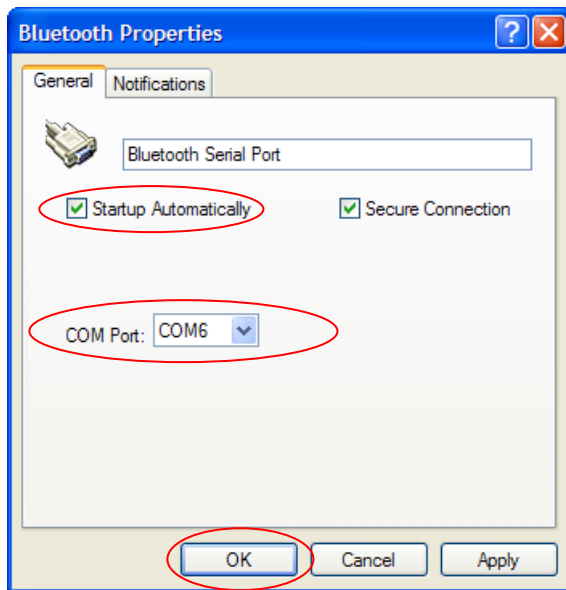 Bluetooth Properties
General Notifications
Bluetooth Serial Port
Startup Automatically Secure Connection
COM Port: COM6
OK Cancel Apply